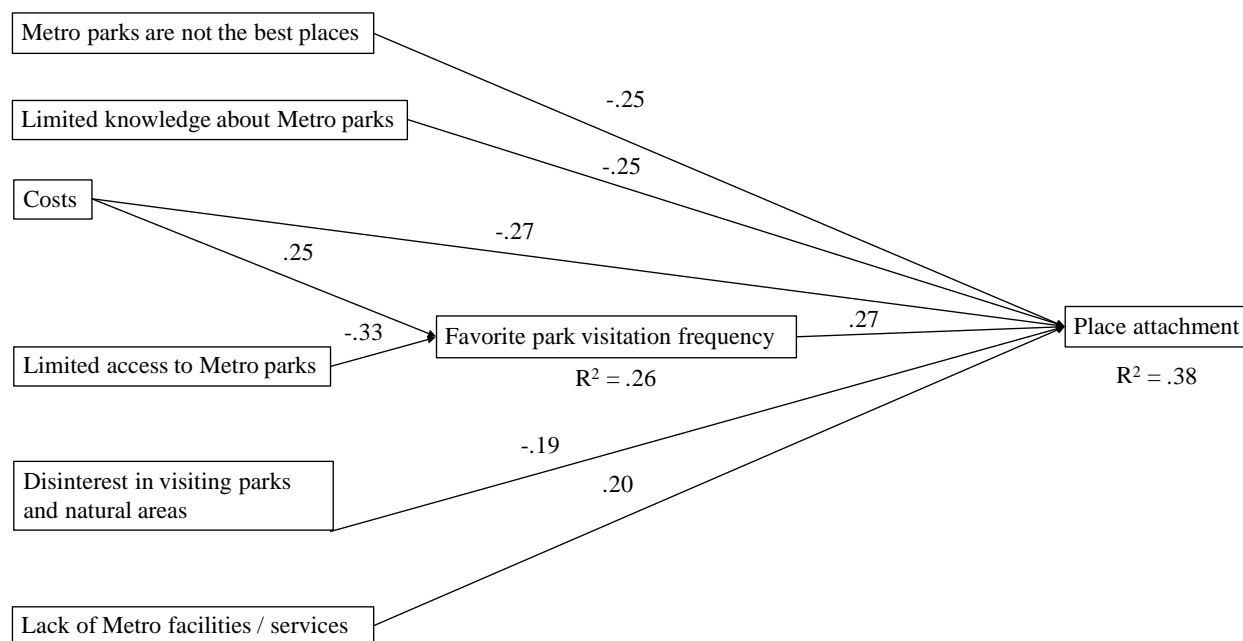 Metro parks are not the best places
-.25
Limited knowledge about Metro parks
-.25
Costs
-.27
.25
-.33
Favorite park visitation frequency
.27
Place attachment
Limited access to Metro parks
R² = .26
R² = .38
-.19
Disinterest in visiting parks
and natural areas
.20
Lack of Metro facilities / services